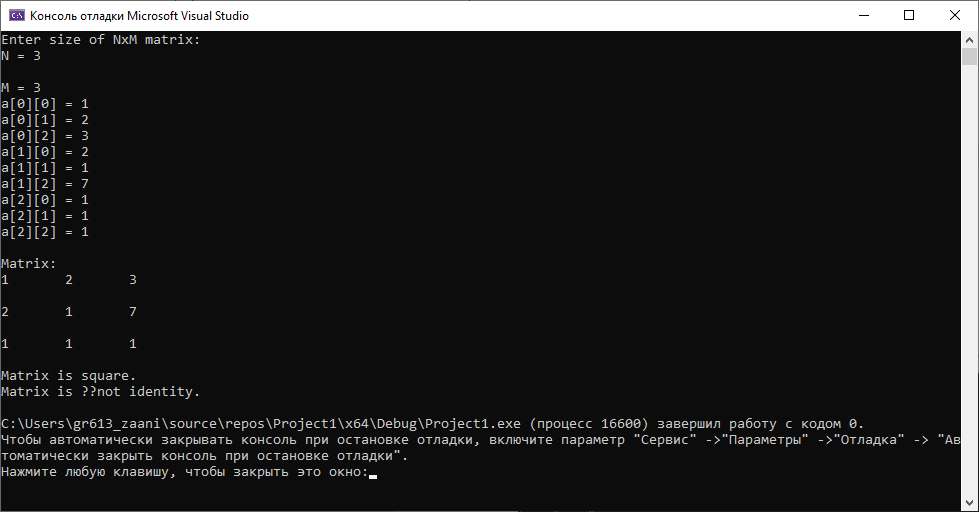 Консоль отладки Microsoft Visual Studio
Enter size of NxM matrix:
N = 3
M = 3
a[0][0] = 1
a[0][1] = 2
a[0][2] = 3
a[1][0] = 2
a[1][1] = 1
a[1][2] = 7
a[2][0] = 1
a[2][1] = 1
a[2][2] = 1
Matrix:
1 2 3
2 1 7
1 1 1
Matrix is square.
Matrix is ??not identity.
C:\Users\gr613_zaani\source\repos\Project1\x64\Debug\Project1.exe (процесс 16600) завершил работу с кодом 0.
Чтобы автоматически закрывать консоль при остановке отладки, включите параметр "Сервис" ->"Параметры" ->"Отладка" -> "Ав
томатически закрыть консоль при остановке отладки".
Нажмите любую клавишу, чтобы закрыть это окно: